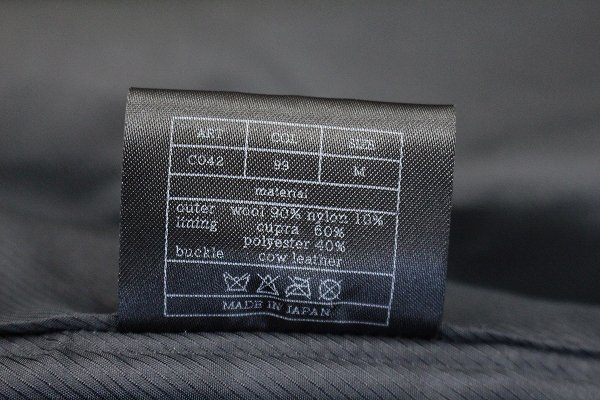 ART COL SIZE
C042 99 M
material
outer wool 90% nylon 10%
lining cupra 60%
polyester 40%
buckle cow leather
MADE IN JAPAN